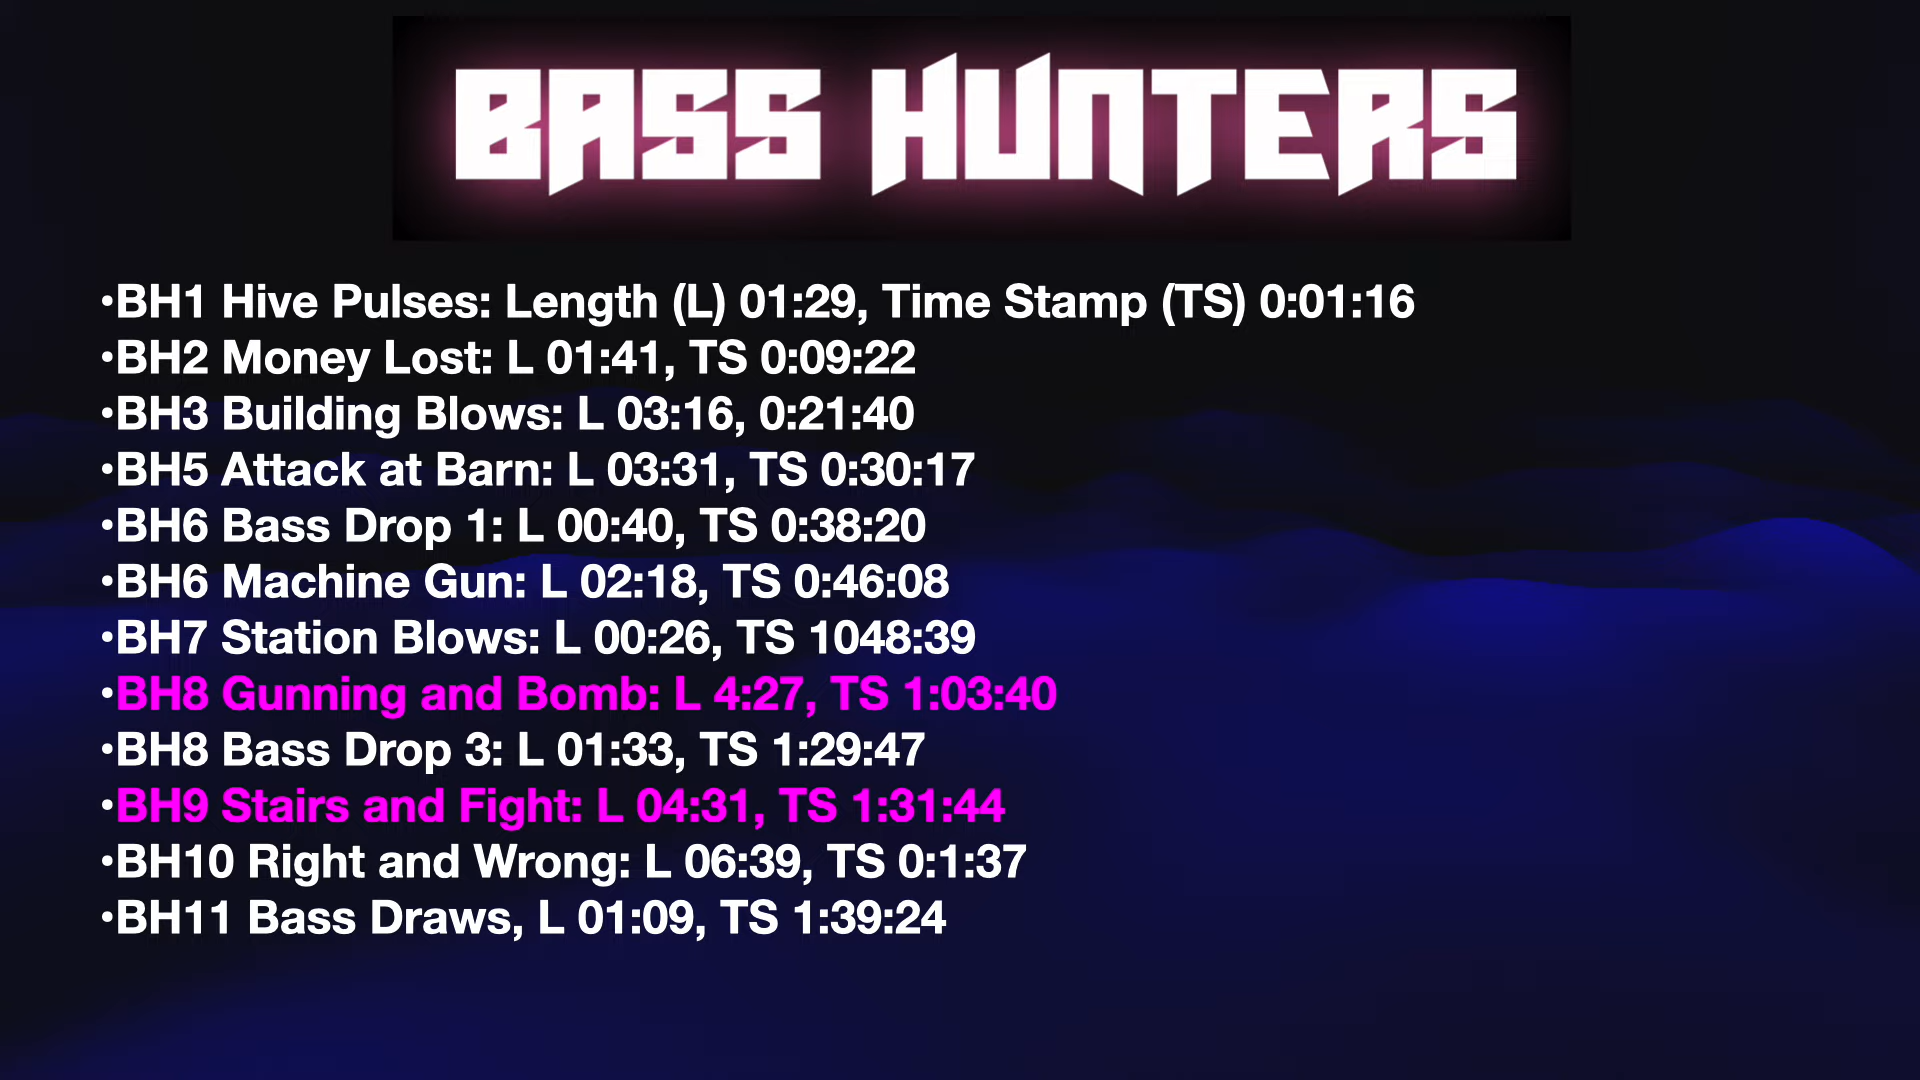 BASS HUNTERS
•BH1 Hive Pulses: Length (L) 01:29, Time Stamp (TS) 0:01:16
•BH2 Money Lost: L 01:41, TS 0:09:22
•BH3 Building Blows: L 03:16, 0:21:40
•BH5 Attack at Barn: L 03:31, TS 0:30:17
•BH6 Bass Drop 1: L 00:40, TS 0:38:20
•BH6 Machine Gun: L 02:18, TS 0:46:08
•BH7 Station Blows: L 00:26, TS 1048:39
•BH8 Gunning and Bomb: L 4:27, TS 1:03:40
•BH8 Bass Drop 3: L 01:33, TS 1:29:47
•BH9 Stairs and Fight: L 04:31, TS 1:31:44
•BH10 Right and Wrong: L 06:39, TS 0:1:37
•BH11 Bass Draws, L 01:09, TS 1:39:24